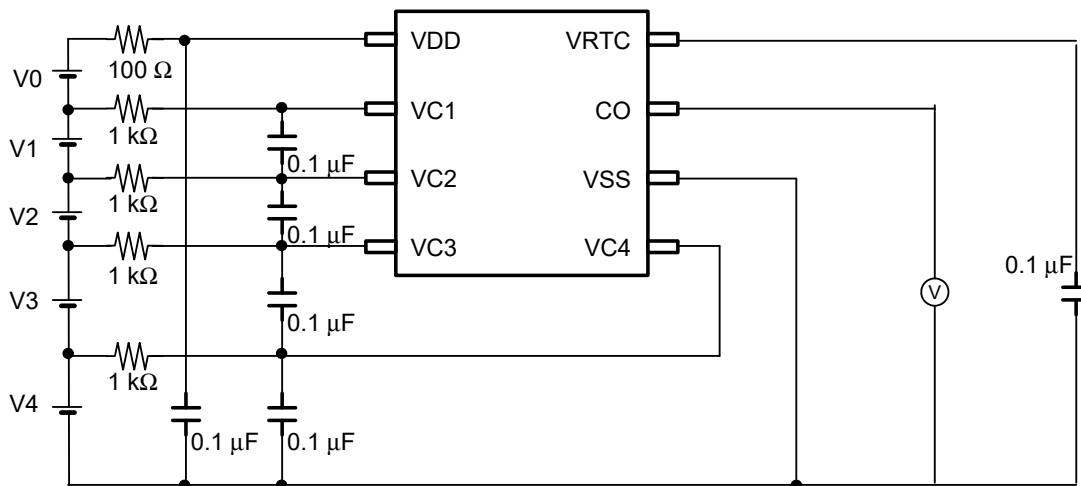 VDD VRTC
V0
100 Ω
VC1 CO
V1
1 kΩ
0.1 μF
VC2 VSS
V2
1 kΩ
0.1 μF
VC3 VC4
1 kΩ
0.1 μF
V
V3
0.1 μF
1 kΩ
V4
0.1 μF
0.1 μF